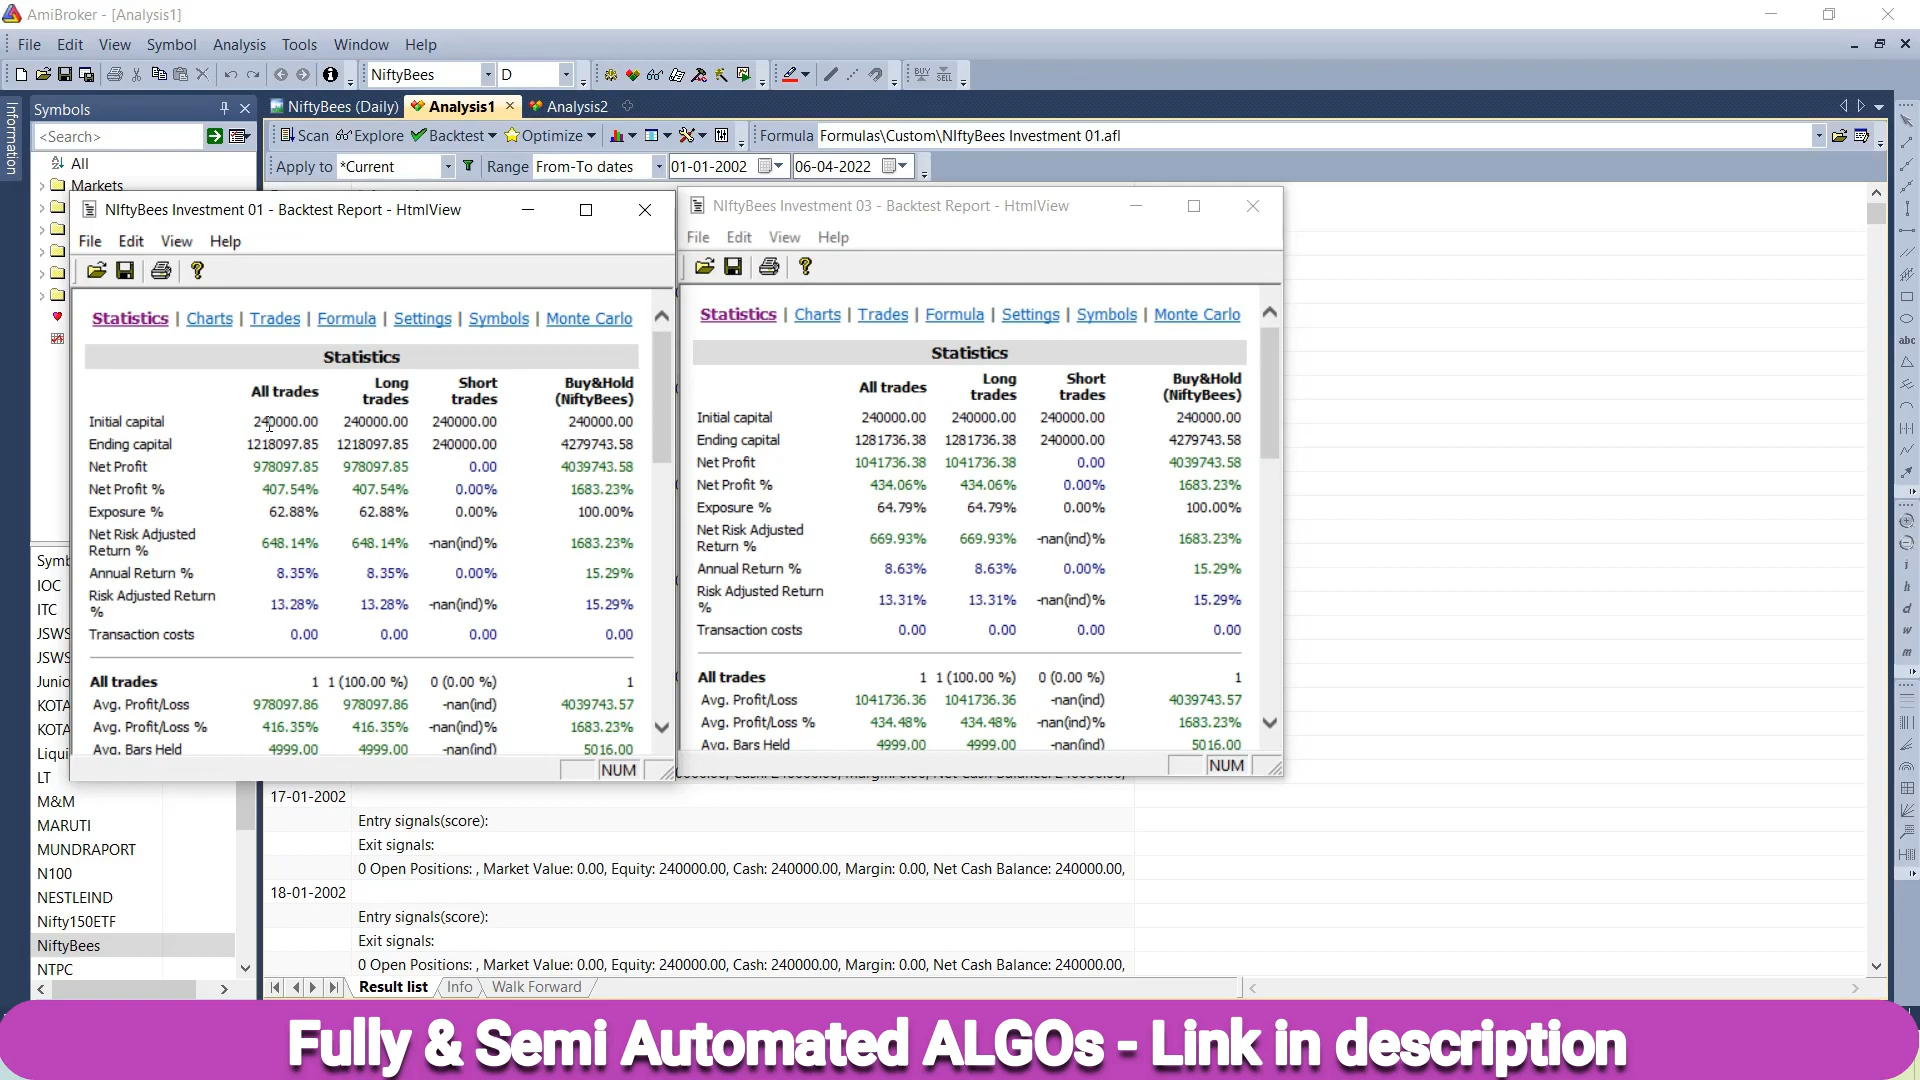 AmiBroker - [Analysis1]
File Edit View Symbol Analysis Tools Window Help
NiftyBees D BUY SELL
Information
Symbols
NiftyBees (Daily) Analysis1 Analysis2
<Search>
Scan Explore Backtest Optimize Formula Formulas\Custom\NIftyBees Investment 01.afl
All
Apply to *Current Range From-To dates 01-01-2002 06-04-2022
Markets
NIftyBees Investment 01 - Backtest Report - HtmlView
File Edit View Help
Statistics | Charts | Trades | Formula | Settings | Symbols | Monte Carlo
Statistics
All trades Long trades Short trades Buy&Hold (NiftyBees)
Initial capital 240000.00 240000.00 240000.00 240000.00
Ending capital 1218097.85 1218097.85 240000.00 4279743.58
Net Profit 978097.85 978097.85 0.00 4039743.58
Net Profit % 407.54% 407.54% 0.00% 1683.23%
Exposure % 62.88% 62.88% 0.00% 100.00%
Net Risk Adjusted Return % 648.14% 648.14% -nan(ind)% 1683.23%
Annual Return % 8.35% 8.35% 0.00% 15.29%
Risk Adjusted Return % 13.28% 13.28% -nan(ind)% 15.29%
Transaction costs 0.00 0.00 0.00 0.00
All trades 1 1 (100.00 %) 0 (0.00 %) 1
Avg. Profit/Loss 978097.86 978097.86 -nan(ind) 4039743.57
Avg. Profit/Loss % 416.35% 416.35% -nan(ind)% 1683.23%
Avg. Bars Held 4999.00 4999.00 -nan(ind) 5016.00
NUM
NIftyBees Investment 03 - Backtest Report - HtmlView
File Edit View Help
Statistics | Charts | Trades | Formula | Settings | Symbols | Monte Carlo
Statistics
All trades Long trades Short trades Buy&Hold (NiftyBees)
Initial capital 240000.00 240000.00 240000.00 240000.00
Ending capital 1281736.38 1281736.38 240000.00 4279743.58
Net Profit 1041736.38 1041736.38 0.00 4039743.58
Net Profit % 434.06% 434.06% 0.00% 1683.23%
Exposure % 64.79% 64.79% 0.00% 100.00%
Net Risk Adjusted Return % 669.93% 669.93% -nan(ind)% 1683.23%
Annual Return % 8.63% 8.63% 0.00% 15.29%
Risk Adjusted Return % 13.31% 13.31% -nan(ind)% 15.29%
Transaction costs 0.00 0.00 0.00 0.00
All trades 1 1 (100.00 %) 0 (0.00 %) 1
Avg. Profit/Loss 1041736.36 1041736.36 -nan(ind) 4039743.57
Avg. Profit/Loss % 434.48% 434.48% -nan(ind)% 1683.23%
Avg. Bars Held 4999.00 4999.00 -nan(ind) 5016.00
NUM
Symb
IOC
ITC
JSWS
JSWS
Junio
KOTA
KOTA
Liqui
LT
M&M
MARUTI
MUNDRAPORT
N100
NESTLEIND
Nifty150ETF
NiftyBees
NTPC
17-01-2002
Entry signals(score):
Exit signals:
0 Open Positions: , Market Value: 0.00, Equity: 240000.00, Cash: 240000.00, Margin: 0.00, Net Cash Balance: 240000.00,
18-01-2002
Entry signals(score):
Exit signals:
0 Open Positions: , Market Value: 0.00, Equity: 240000.00, Cash: 240000.00, Margin: 0.00, Net Cash Balance: 240000.00,
Result list Info Walk Forward
abc
i
h
d
w
m
Fully & Semi Automated ALGOs - Link in description